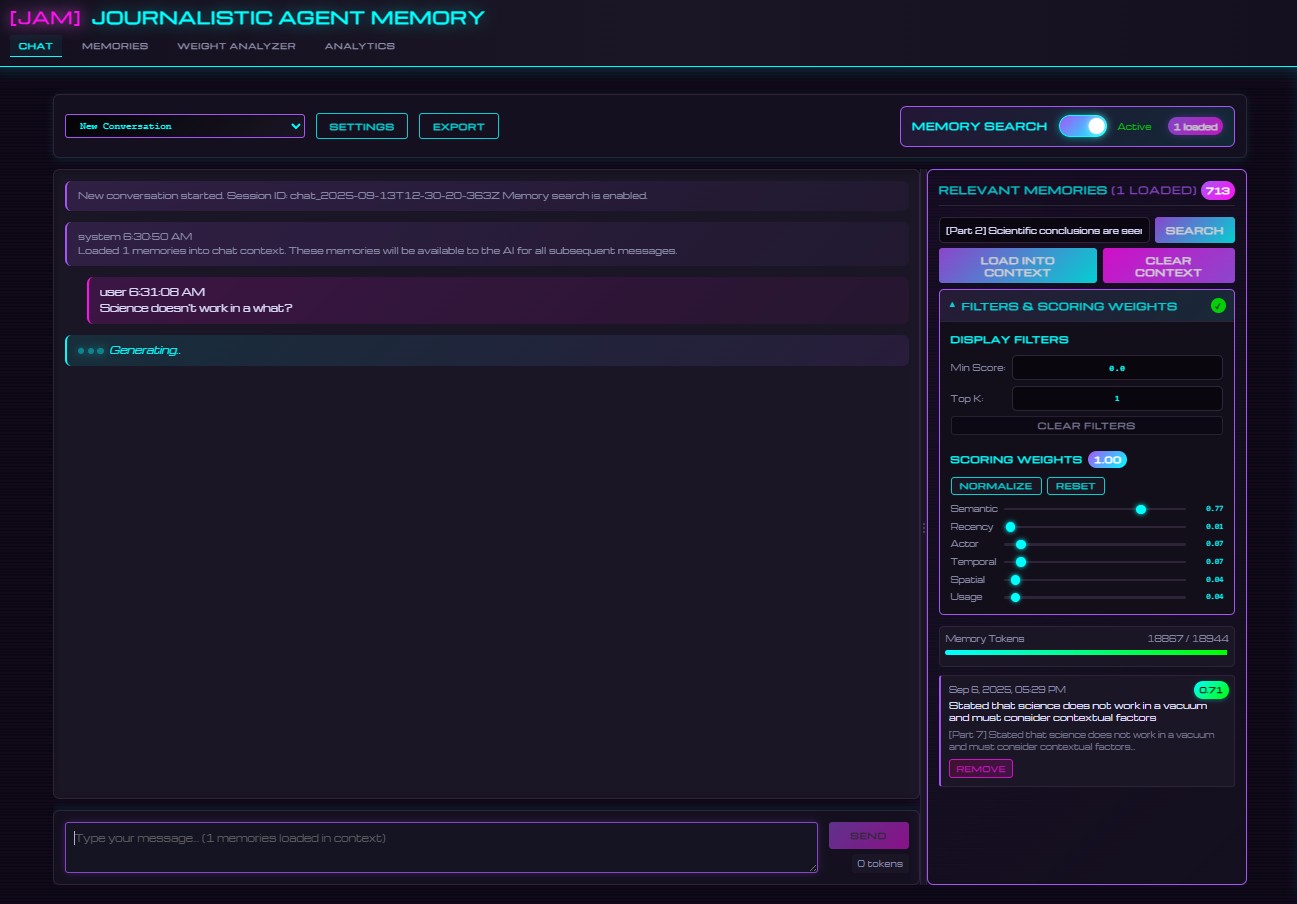 [JAM] JOURNALISTIC AGENT MEMORY
CHAT MEMORIES WEIGHT ANALYZER ANALYTICS
New Conversation SETTINGS EXPORT
MEMORY SEARCH Active 1 loaded
New conversation started. Session ID: chat_2025-09-13T12-30-20-363Z Memory search is enabled.
system 6:30:50 AM
Loaded 1 memories into chat context. These memories will be available to the AI for all subsequent messages.
user 6:31:08 AM
Science doesn't work in a what?
Generating..
Type your message... (1 memories loaded in context)
SEND
0 tokens
RELEVANT MEMORIES (1 LOADED) 713
[Part 2] Scientific conclusions are see SEARCH
LOAD INTO
CONTEXT
CLEAR
CONTEXT
▲ FILTERS & SCORING WEIGHTS ✓
DISPLAY FILTERS
Min Score: 0.0
Top K: 1
CLEAR FILTERS
SCORING WEIGHTS 1.00
NORMALIZE RESET
Semantic 0.77
Recency 0.01
Actor 0.07
Temporal 0.07
Spatial 0.04
Usage 0.04
Memory Tokens 18867 / 18944
Sep 6, 2025, 05:29 PM 0.71
Stated that science does not work in a vacuum
and must consider contextual factors
[Part 7] Stated that science does not work in a vacuum
and must consider contextual factors...
REMOVE